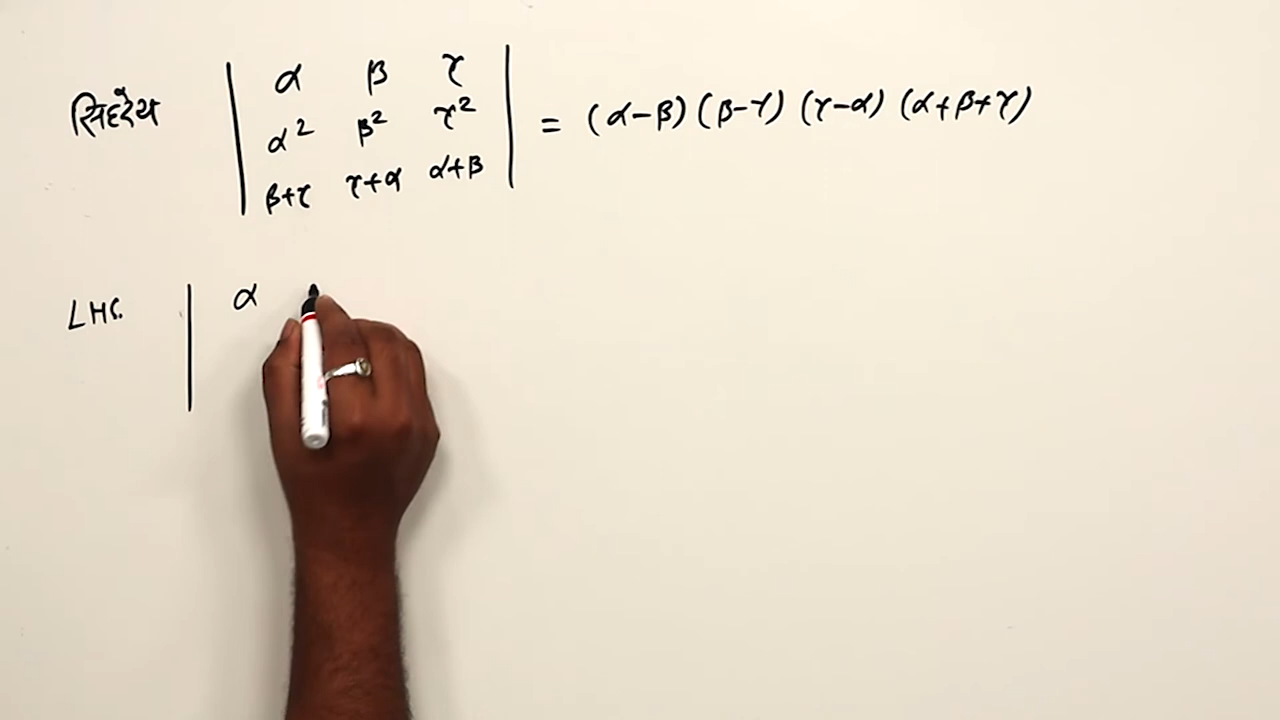 सिद्ध करे | α β γ |
| α² β² γ² | = (α-β) (β-γ) (γ-α) (α+β+γ)
| β+γ γ+α α+β |
LHS. | α